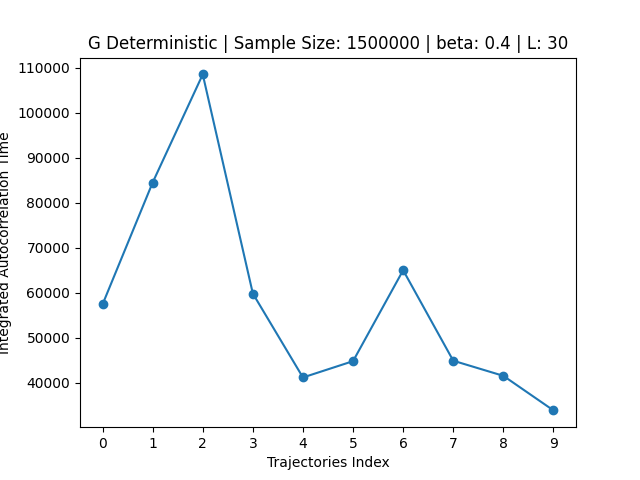 G Deterministic | Sample Size: 1500000 | beta: 0.4 | L: 30
110000
100000
90000
80000
70000
60000
50000
40000
Integrated Autocorrelation Time
0 1 2 3 4 5 6 7 8 9
Trajectories Index